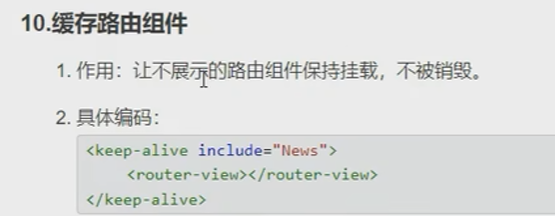 10.缓存路由组件
1. 作用：让不展示的路由组件保持挂载，不被销毁。
2. 具体编码：
<keep-alive include="News">
<router-view></router-view>
</keep-alive>